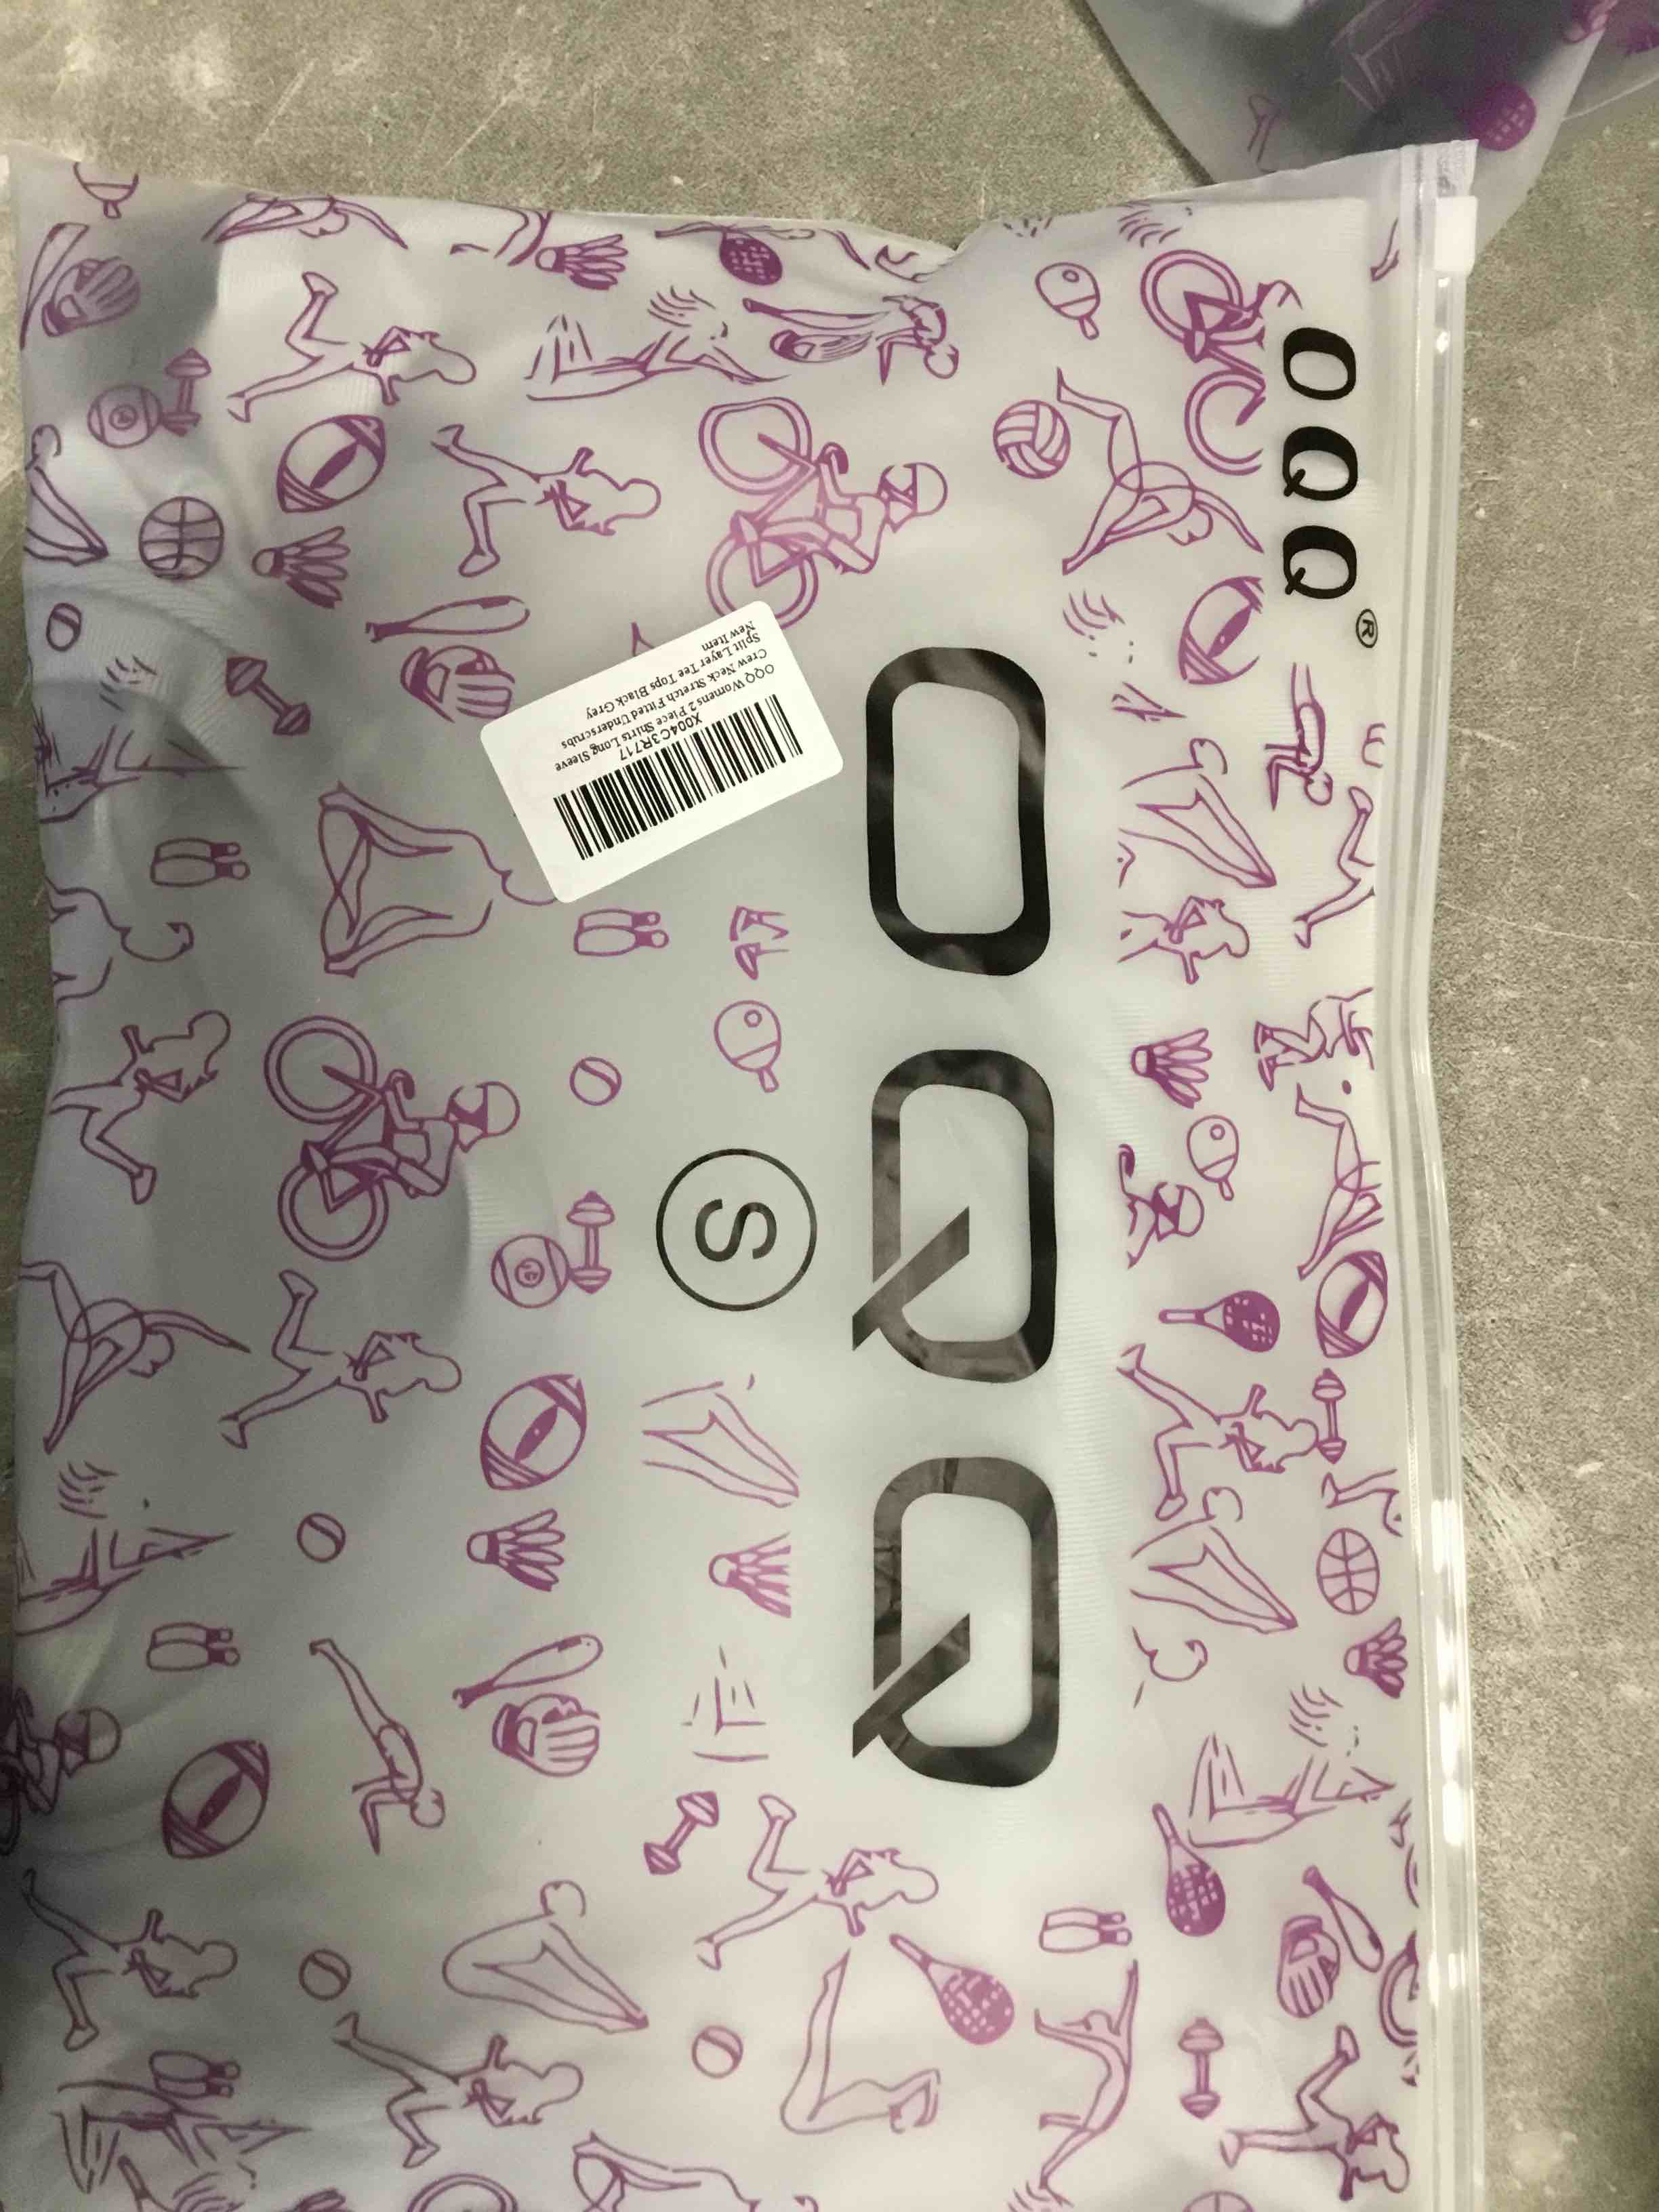 OQQ®
OQQ
S
X004C3R717
OQQ Womens 2 Piece Shirts Long Sleeve
Crew Neck Stretch Fitted Underscrubs
Split Layer Tee Tops Black Grey
New Item